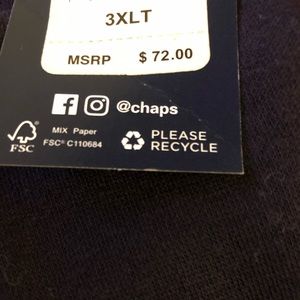 3XLT
MSRP $ 72.00
@chaps
MIX Paper
FSC® C110684
FSC
PLEASE
RECYCLE